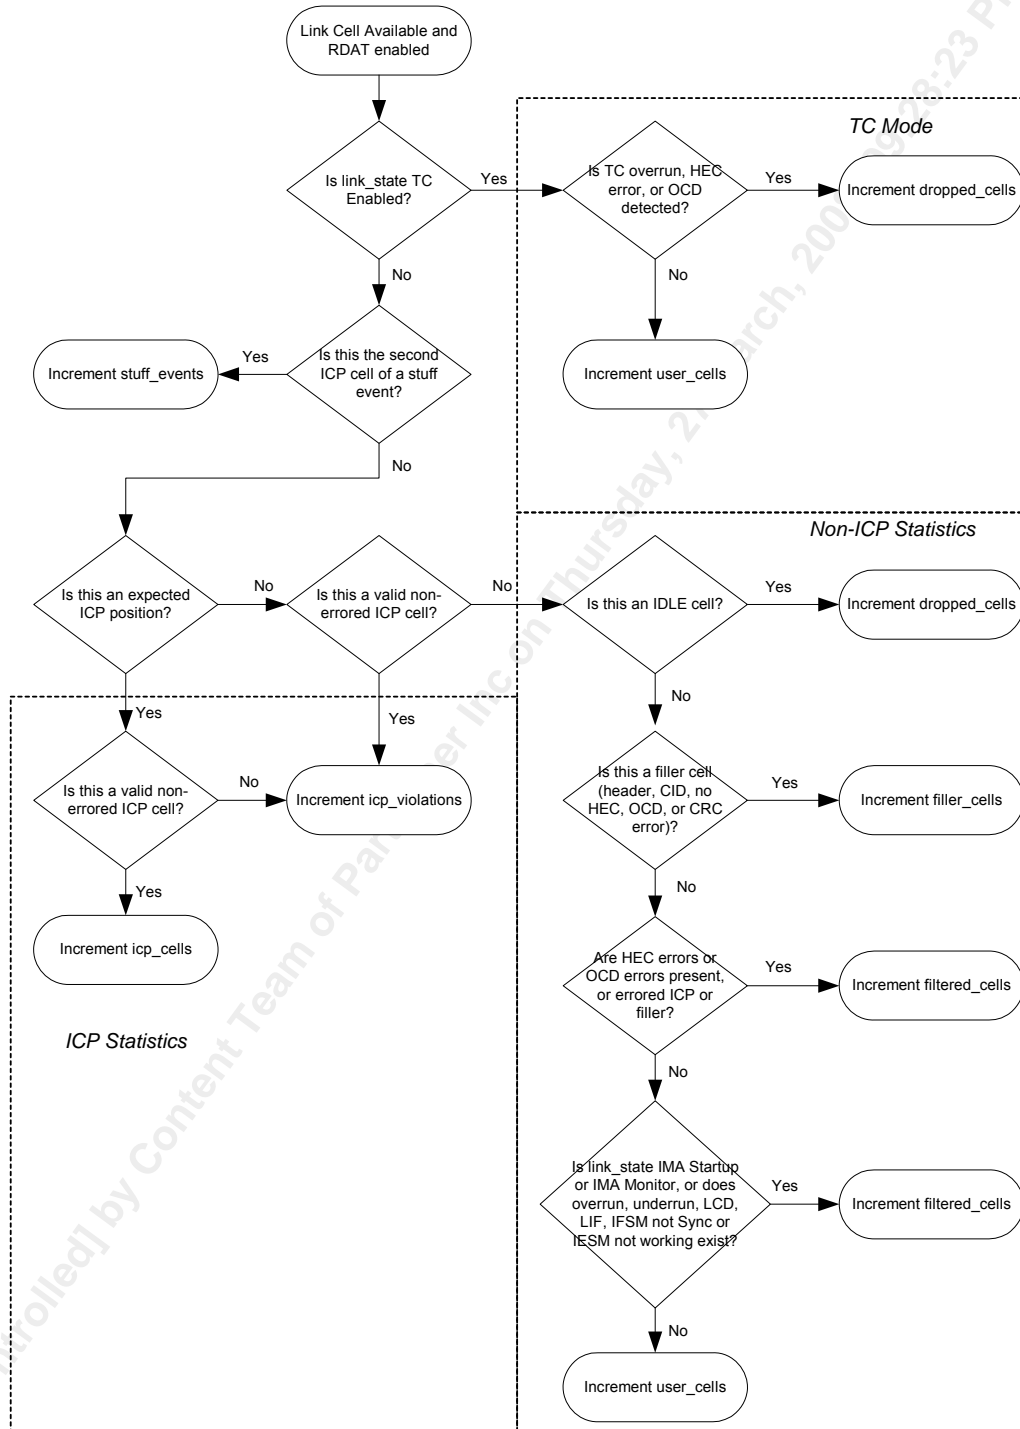 Link Cell Available and
RDAT enabled
TC Mode
Is link_state TC
Enabled?
Yes
Is TC overrun, HEC
error, or OCD
detected?
Yes
Increment dropped_cells
No
No
Increment stuff_events
Yes
Is this the second
ICP cell of a stuff
event?
Increment user_cells
No
Non-ICP Statistics
Is this an expected
ICP position?
No
Is this a valid non-
errored ICP cell?
No
Is this an IDLE cell?
Yes
Increment dropped_cells
Yes
Yes
No
Is this a valid non-
errored ICP cell?
No
Increment icp_violations
Is this a filler cell
(header, CID, no
HEC, OCD, or CRC
error)?
Yes
Increment filler_cells
Yes
No
Increment icp_cells
Are HEC errors or
OCD errors present,
or errored ICP or
filler?
Yes
Increment filtered_cells
ICP Statistics
No
Is link_state IMA Startup
or IMA Monitor, or does
overrun, underrun, LCD,
LIF, IFSM not Sync or
IESM not working exist?
Yes
Increment filtered_cells
No
Increment user_cells
by Content Team of
Inc on Thursday,